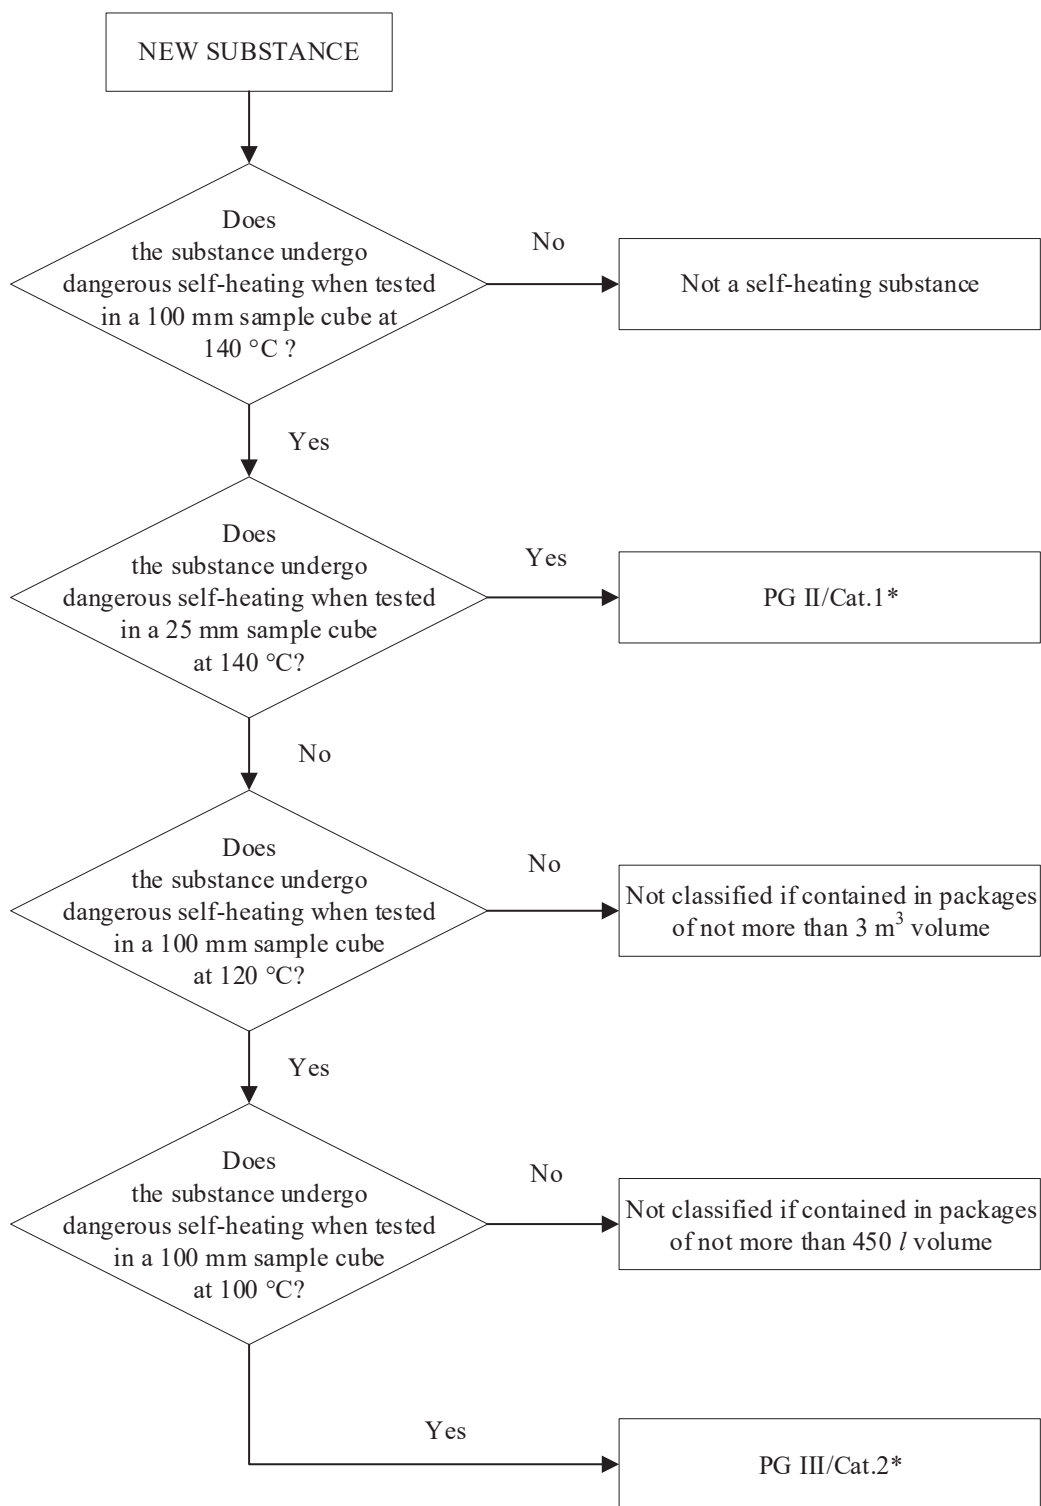 NEW SUBSTANCE
Does
the substance undergo
dangerous self-heating when tested
in a 100 mm sample cube at
140 °C ?
No
Not a self-heating substance
Yes
Does
the substance undergo
dangerous self-heating when tested
in a 25 mm sample cube
at 140 °C?
Yes
PG II/Cat.1*
No
Does
the substance undergo
dangerous self-heating when tested
in a 100 mm sample cube
at 120 °C?
No
Not classified if contained in packages
of not more than 3 m³ volume
Yes
Does
the substance undergo
dangerous self-heating when tested
in a 100 mm sample cube
at 100 °C?
No
Not classified if contained in packages
of not more than 450 l volume
Yes
PG III/Cat.2*